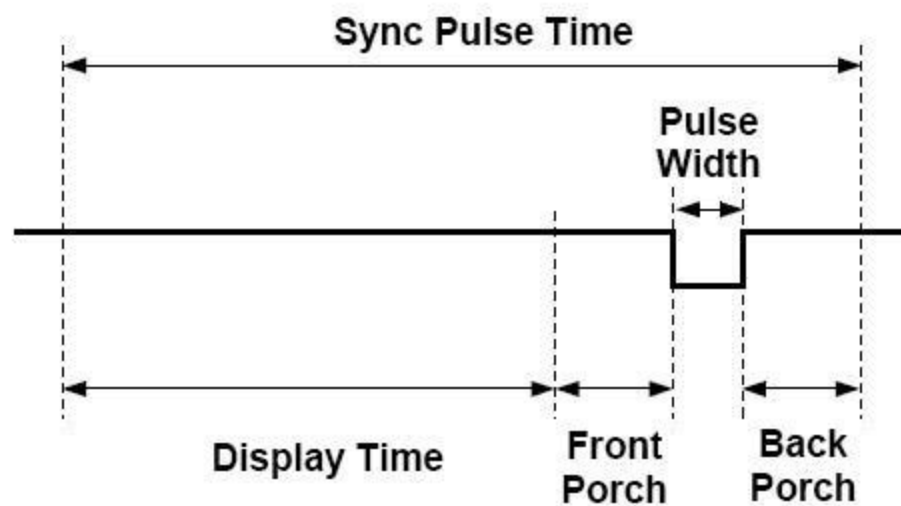 Sync Pulse Time
Pulse
Width
Display Time
Front
Porch
Back
Porch